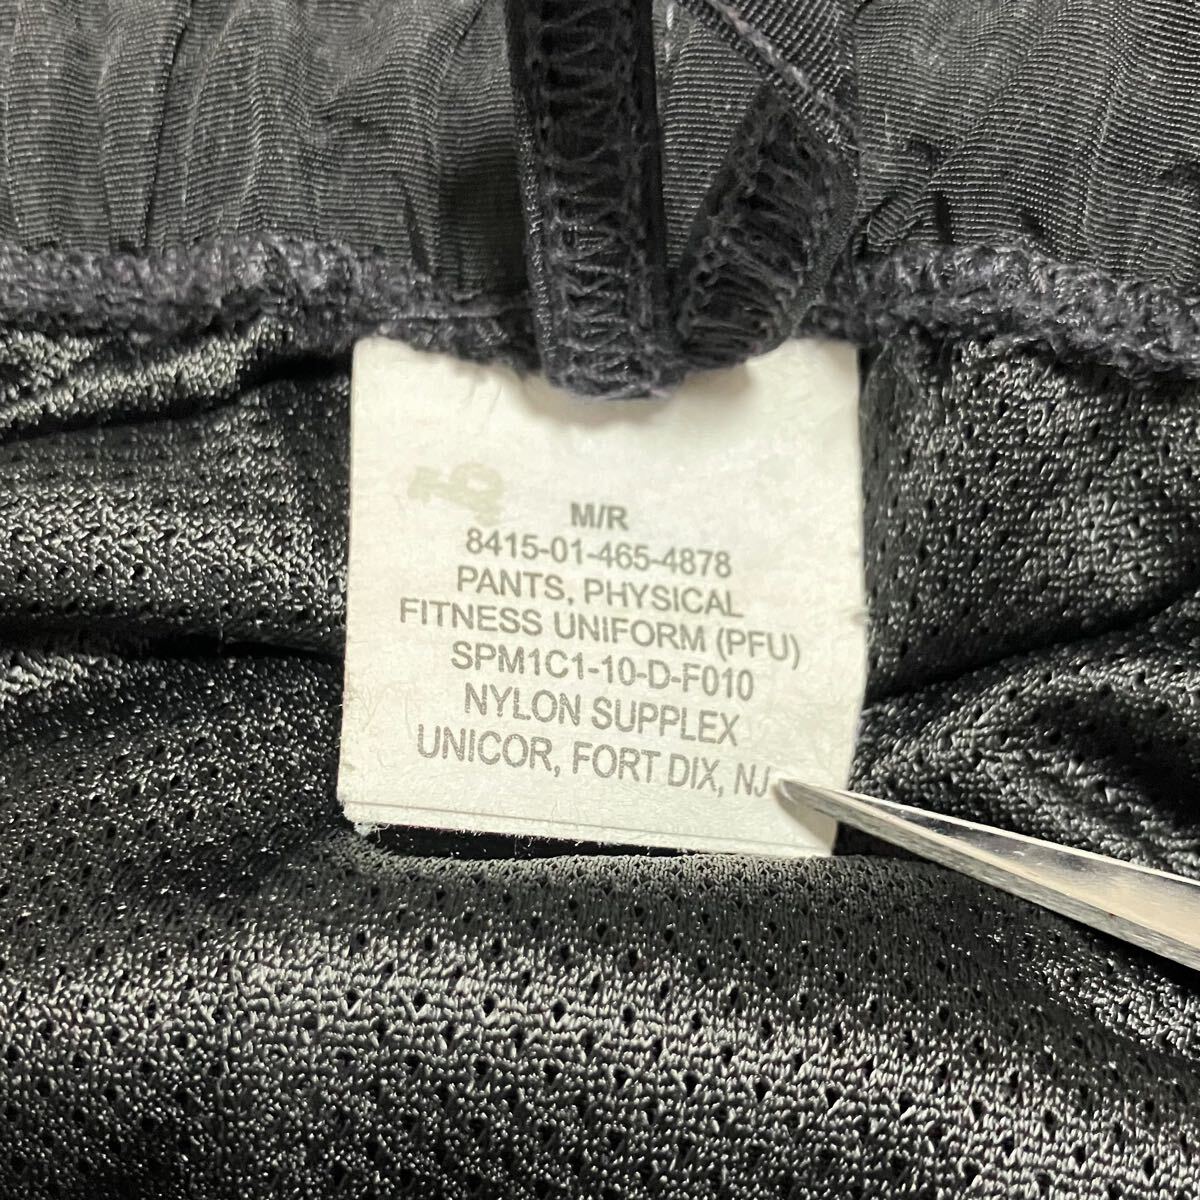 M/R
8415-01-465-4878
PANTS, PHYSICAL
FITNESS UNIFORM (PFU)
SPM1C1-10-D-F010
NYLON SUPPLEX
UNICOR, FORT DIX, NJ